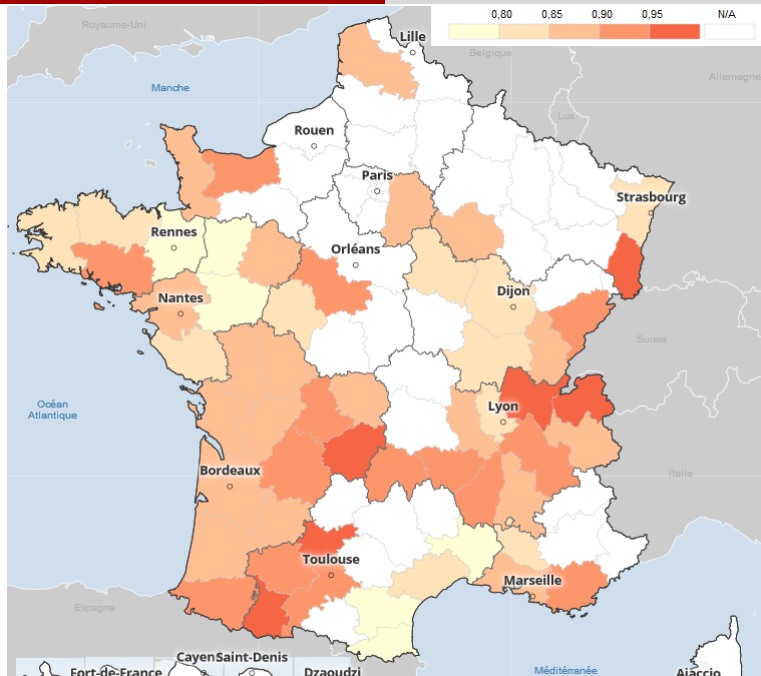 0,80 0,85 0,90 0,95 N/A
Royaume-Uni
Lille
Belgique
Allemagne
Manche
Lux.
Rouen
Paris
Strasbourg
Rennes
Orléans
Nantes
Dijon
Suisse
Océan
Atlantique
Lyon
Bordeaux
Italie
Toulouse
Marseille
Espagne
Cayen
Saint-Denis
Fort-de-France
Dzaoudzi
Méditérranée
Ajaccio